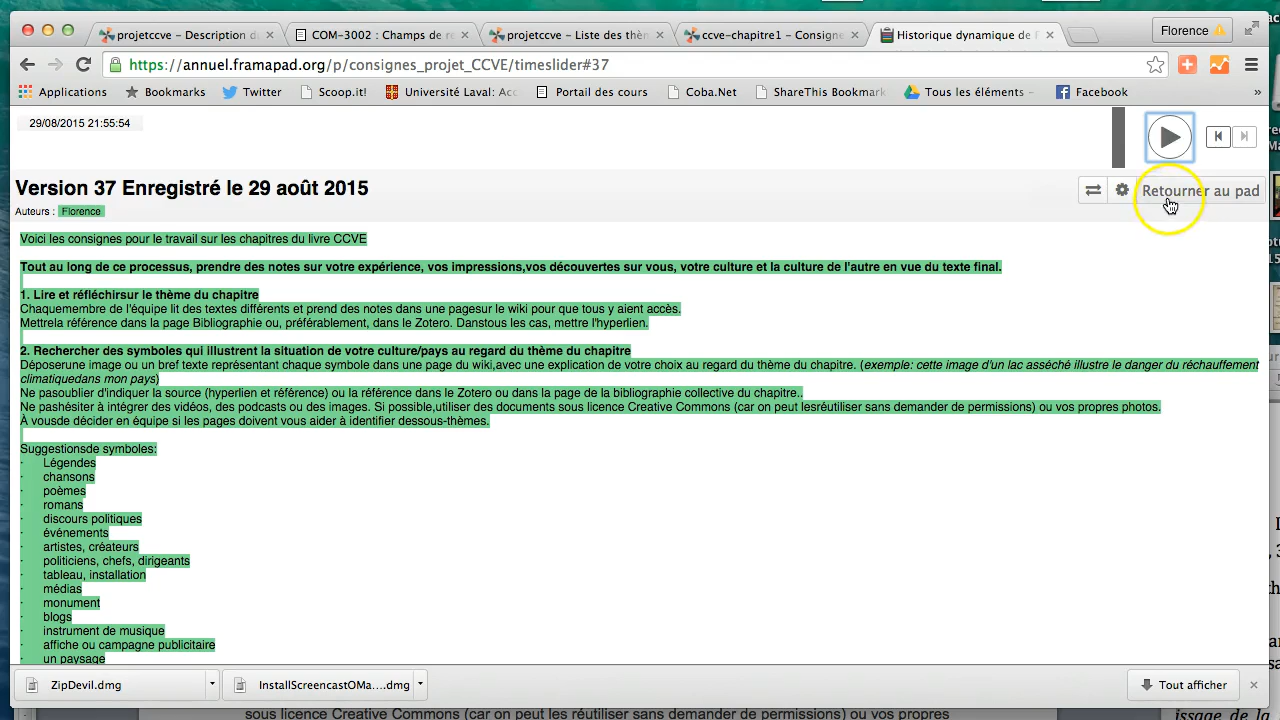 projetccve – Description d
COM-3002 : Champs de
projetccve – Liste des thèn
ccve-chapitre1 – Consigne
Historique dynamique de
Florence
https://annuel.framapad.org/p/consignes_projet_CCVE/timeslider#37
Applications
Bookmarks
Twitter
Scoop.it!
Université Laval: Acc
Portail des cours
Coba.Net
ShareThis Bookmark
Tous les éléments
Facebook
»
29/08/2015 21:55:54
Version 37 Enregistré le 29 août 2015
Retourner au pad
Auteurs : Florence
Voici les consignes pour le travail sur les chapitres du livre CCVE
Tout au long de ce processus, prendre des notes sur votre expérience, vos impressions,vos découvertes sur vous, votre culture et la culture de l'autre en vue du texte final.
1. Lire et réfléchirsur le thème du chapitre
Chaquemembre de l'équipe lit des textes différents et prend des notes dans une pagesur le wiki pour que tous y aient accès.
Mettrela référence dans la page Bibliographie ou, préférablement, dans le Zotero. Danstous les cas, mettre l'hyperlien.
2. Rechercher des symboles qui illustrent la situation de votre culture/pays au regard du thème du chapitre
Déposerune image ou un bref texte représentant chaque symbole dans une page du wiki,avec une explication de votre choix au regard du thème du chapitre. (exemple: cette image d'un lac asséché illustre le danger du réchauffement
climatiquedans mon pays)
Ne pasoublier d'indiquer la source (hyperlien et référence) ou la référence dans le Zotero ou dans la page de la bibliographie collective du chapitre..
Ne pashésiter à intégrer des vidéos, des podcasts ou des images. Si possible,utiliser des documents sous licence Creative Commons (car on peut lesréutiliser sans demander de permissions) ou vos propres photos.
À vousde décider en équipe si les pages doivent vous aider à identifier dessous-thèmes.
Suggestionsde symboles:
· Légendes
· chansons
· poèmes
· romans
· discours politiques
· événements
· artistes, créateurs
· politiciens, chefs, dirigeants
· tableau, installation
· médias
· monument
· blogs
· instrument de musique
· affiche ou campagne publicitaire
· un paysage
ZipDevil.dmg
InstallScreencastOMa....dmg
Tout afficher
sous licence Creative Commons (car on peut les réutiliser sans demander de permissions) ou vos propres
issage de la